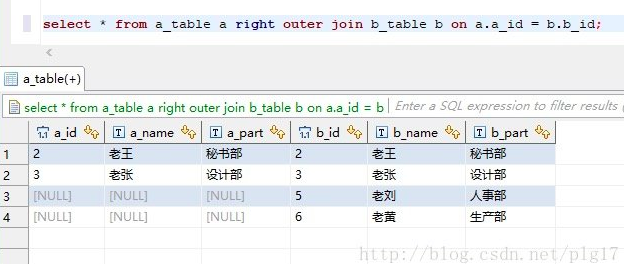 select * from a_table a right outer join b_table b on a.a_id = b.b_id;
a_table(+)
select * from a_table a right outer join b_table b on a.a_id = b Enter a SQL expression to filter results (
a_id a_name a_part b_id b_name b_part
1 2 老王 秘书部 2 老王 秘书部
2 3 老张 设计部 3 老张 设计部
3 [NULL] [NULL] [NULL] 5 老刘 人事部
4 [NULL] [NULL] [NULL] 6 老黄 生产部
http://blog.csdn.net/plg17